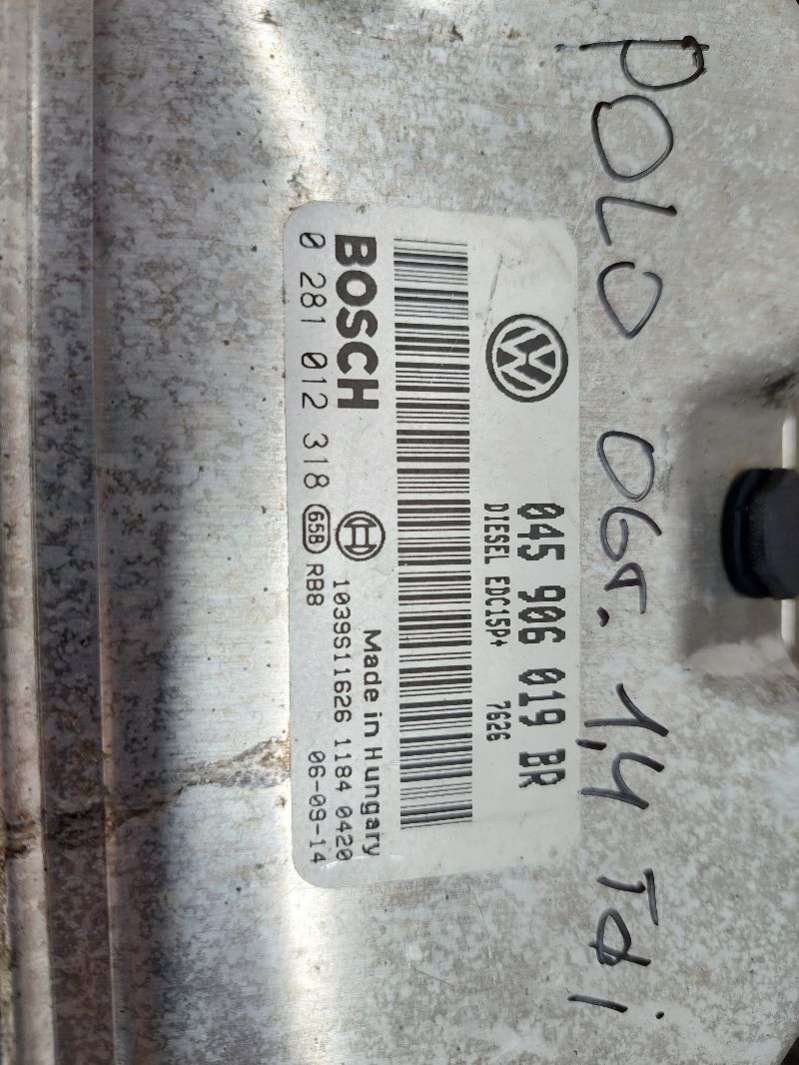 POLO 06г. 1,4 Tdi
045 906 019 BR
DIESEL EDC15P+ 7626
BOSCH
Made in Hungary
0 281 012 318
1039S11626 1184 0420
65B RB8
06-09-14